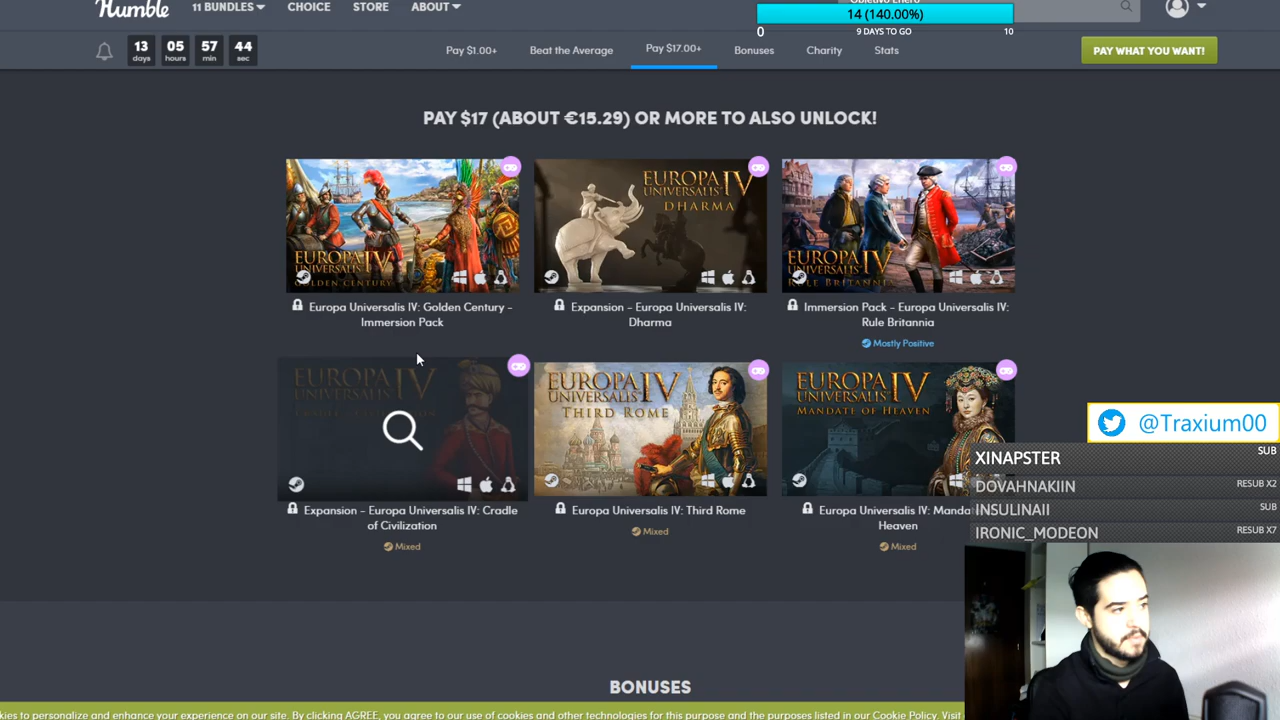 Humble
11 BUNDLES
CHOICE
STORE
ABOUT
14 (140.00%)
0
9 DAYS TO GO
10
13 days
05 hours
57 min
44 sec
Pay $1.00+
Beat the Average
Pay $17.00+
Bonuses
Charity
Stats
PAY WHAT YOU WANT!
PAY $17 (ABOUT €15.29) OR MORE TO ALSO UNLOCK!
EUROPA
UNIVERSALIS IV
GOLDEN CENTURY
EUROPA
UNIVERSALIS IV
DHARMA
EUROPA
UNIVERSALIS IV
RULE BRITANNIA
Europa Universalis IV: Golden Century -
Immersion Pack
Expansion - Europa Universalis IV:
Dharma
Immersion Pack - Europa Universalis IV:
Rule Britannia
Mostly Positive
EUROPA
UNIVERSALIS IV
EUROPA
UNIVERSALIS IV
THIRD ROME
EUROPA
UNIVERSALIS IV
MANDATE OF HEAVEN
Expansion - Europa Universalis IV: Cradle
of Civilization
Mixed
Europa Universalis IV: Third Rome
Mixed
Europa Universalis IV: Manda
Heaven
Mixed
@Traxium00
XINAPSTER
SUB
DOVAHNAKIIN
RESUB X2
INSULINAII
SUB
IRONIC_MODEON
RESUB X7
BONUSES
kies to personalize and enhance your experience on our site. By clicking AGREE, you agree to our use of cookies and other technologies for this purpose and the purposes listed in our Cookie Policy. Visit